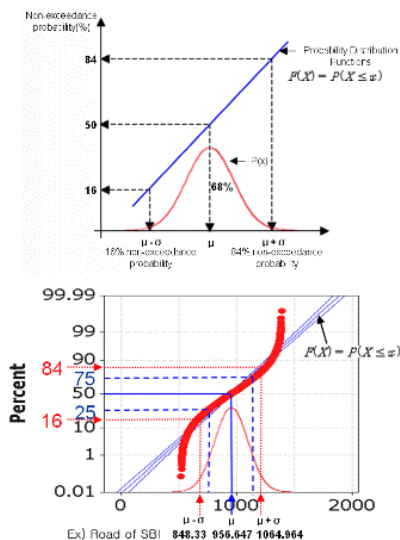 Non-exceedance
probability(%)
84
Probability Distribution
Functions
F(X) = P(X ≤ x)
50
P(x)
68%
16
μ - σ μ μ + σ
16% non-exceedance 84% non-exceedance
probability probability
99.99
99
90
84
75
50
25
16
10
1
0.01
Percent
F(X) = P(X ≤ x)
0 1000 2000
μ - σ μ μ + σ
Ex) Road of SBI 848.33 956.647 1064.964